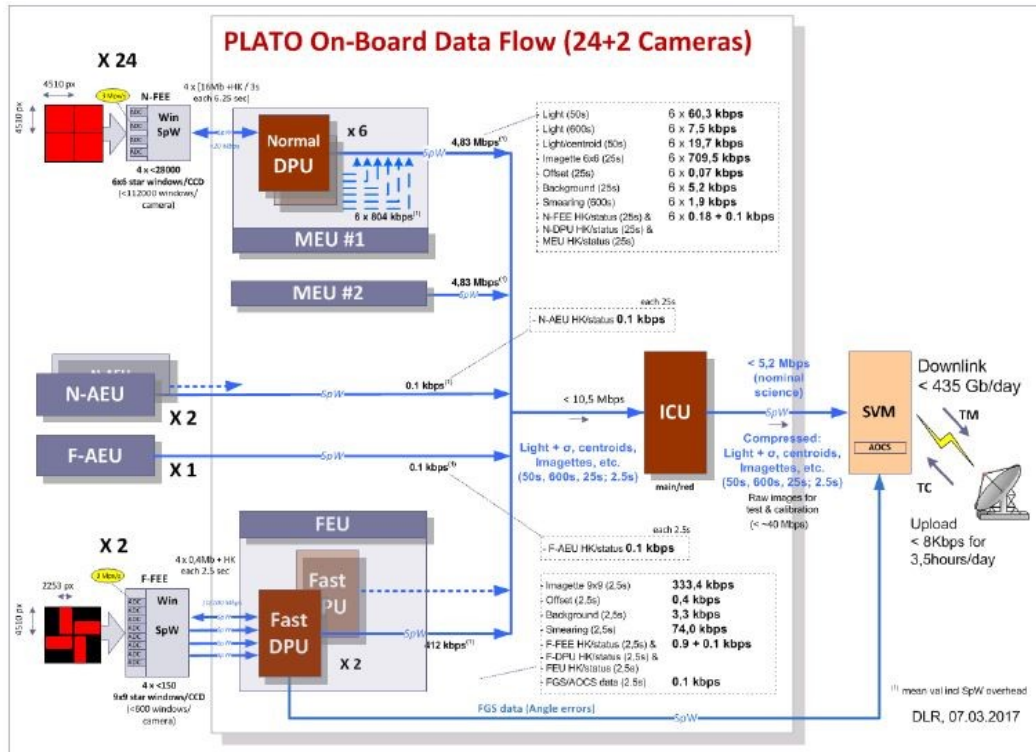 PLATO On-Board Data Flow (24+2 Cameras)
X 24
4510 px
4510 px
N-FEE
Win
SpW
4 x <28000
6x6 star windows/CCD
(<112000 windows/
camera)
4 x [16Mb +HK / 3s
each 6.25 sec]
Normal
DPU
x 6
6 x 804 kbps(1)
MEU #1
4,83 Mbps(1)
SpW
- Light (50s) 6 x 60,3 kbps
- Light (600s) 6 x 7,5 kbps
- Light/centroid (50s) 6 x 19,7 kbps
- Imagette 6x6 (25s) 6 x 709,5 kbps
- Offset (25s) 6 x 0,07 kbps
- Background (25s) 6 x 5,2 kbps
- Smearing (600s) 6 x 1,9 kbps
- N-FEE HK/status (25s) & 6 x 0.18 + 0.1 kbps
- N-DPU HK/status (25s) &
MEU HK/status (25s)
MEU #2
4,83 Mbps(1)
SpW
each 25s
- N-AEU HK/status 0.1 kbps
N-AEU
N-AEU
X 2
SpW
0.1 kbps(1)
F-AEU
X 1
SpW
0.1 kbps(1)
< 10,5 Mbps
Light + σ, centroids,
Imagettes, etc.
(50s, 600s, 25s; 2.5s)
ICU
main/red
< 5,2 Mbps
(nominal
science)
SpW
Compressed:
Light + σ, centroids,
Imagettes, etc.
(50s, 600s, 25s; 2.5s)
Raw images for
test & calibration
(< ~40 Mbps)
SVM
AOCS
Downlink
< 435 Gb/day
TM
TC
Upload
< 8Kbps for
3,5hours/day
each 2.5s
- F-AEU HK/status 0.1 kbps
X 2
2253 px
4510 px
F-FEE
Win
SpW
ADC
ADC
ADC
ADC
ADC
ADC
4 x <150
9x9 star windows/CCD
(<600 windows/
camera)
4 x 0,4Mb + HK
each 2.5 sec
FEU
Fast
DPU
Fast
DPU
X 2
SpW
412 kbps(1)
- Imagette 9x9 (2,5s) 333,4 kbps
- Offset (2,5s) 0,4 kbps
- Background (2,5s) 3,3 kbps
- Smearing (2,5s) 74,0 kbps
- F-FEE HK/status (2,5s) & 0.9 + 0.1 kbps
- F-DPU HK/status (2,5s) &
FEU HK/status (2,5s)
- FGS/AOCS data (2.5s) 0.1 kbps
FGS data (Angle errors)
SpW
(1) mean val incl SpW overhead
DLR, 07.03.2017